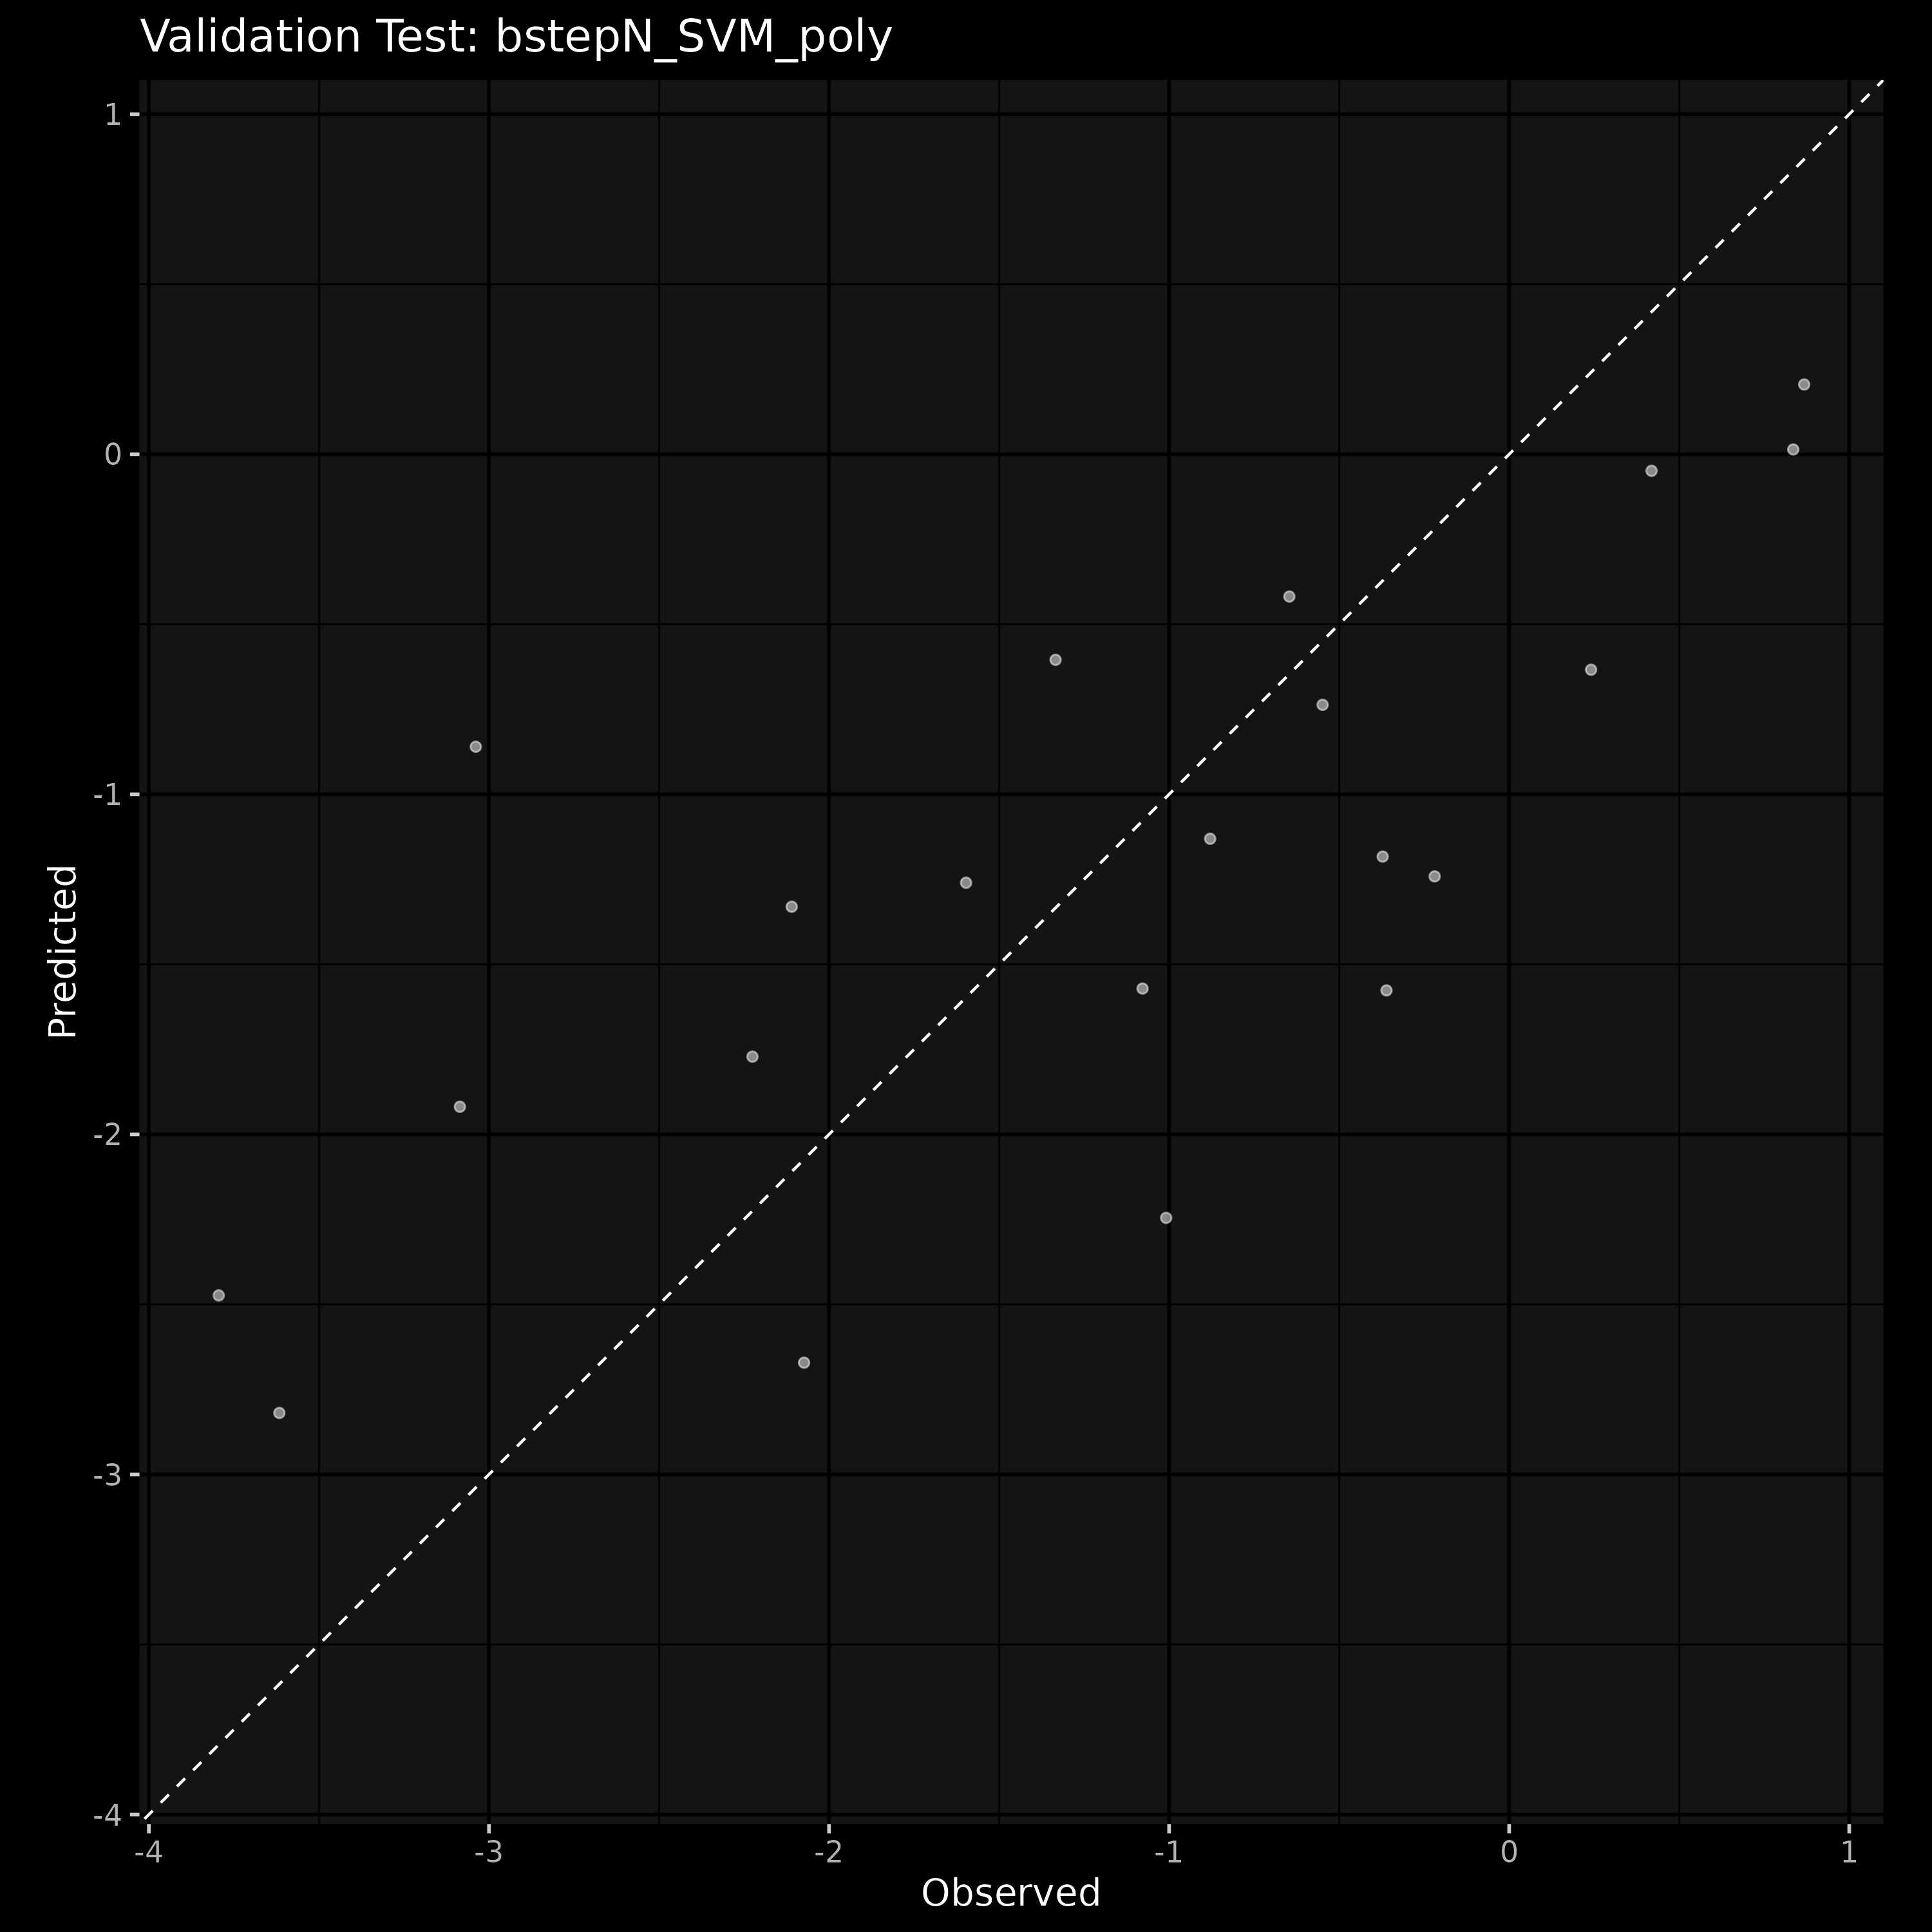 Validation Test: bstepN_SVM_poly
1
0
-1
-2
-3
-4
Predicted
-4 -3 -2 -1 0 1
Observed